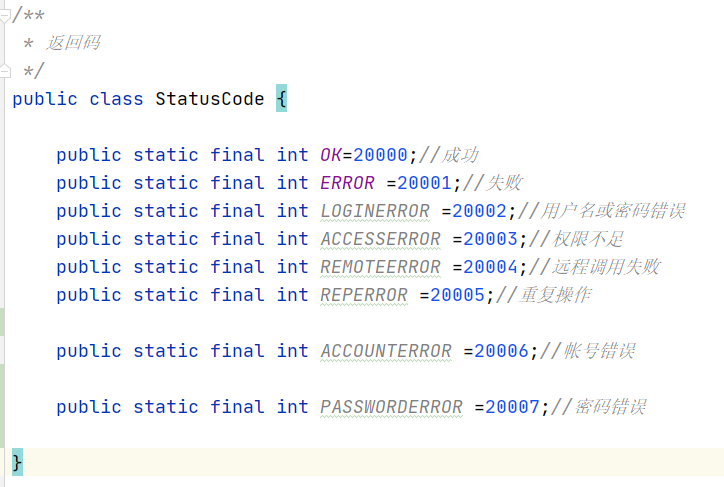 /**
 * 返回码
 */
public class StatusCode {
public static final int OK=20000;//成功
public static final int ERROR =20001;//失败
public static final int LOGINERROR =20002;//用户名或密码错误
public static final int ACCESSERROR =20003;//权限不足
public static final int REMOTEERROR =20004;//远程调用失败
public static final int REPERROR =20005;//重复操作
public static final int ACCOUNTERROR =20006;//帐号错误
public static final int PASSWORDERROR =20007;//密码错误
}